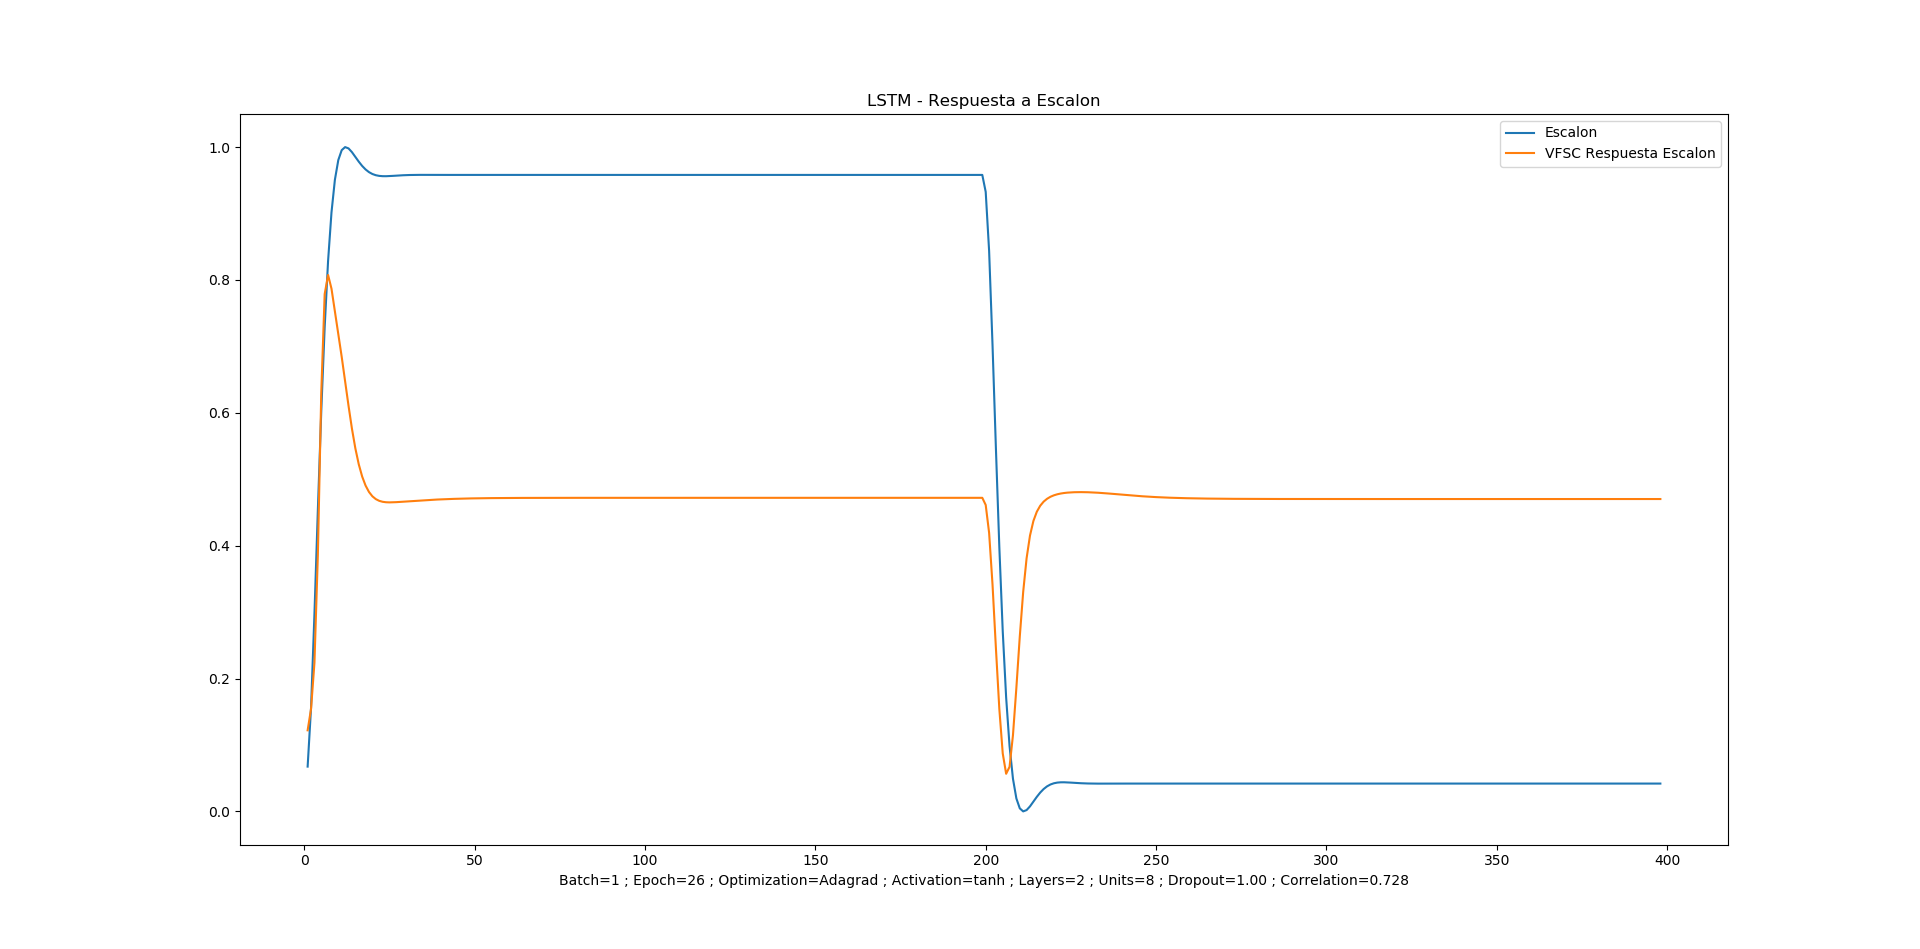 LSTM - Respuesta a Escalon
Escalon
VFSC Respuesta Escalon
1.0
0.8
0.6
0.4
0.2
0.0
0 50 100 150 200 250 300 350 400
Batch=1 ; Epoch=26 ; Optimization=Adagrad ; Activation=tanh ; Layers=2 ; Units=8 ; Dropout=1.00 ; Correlation=0.728